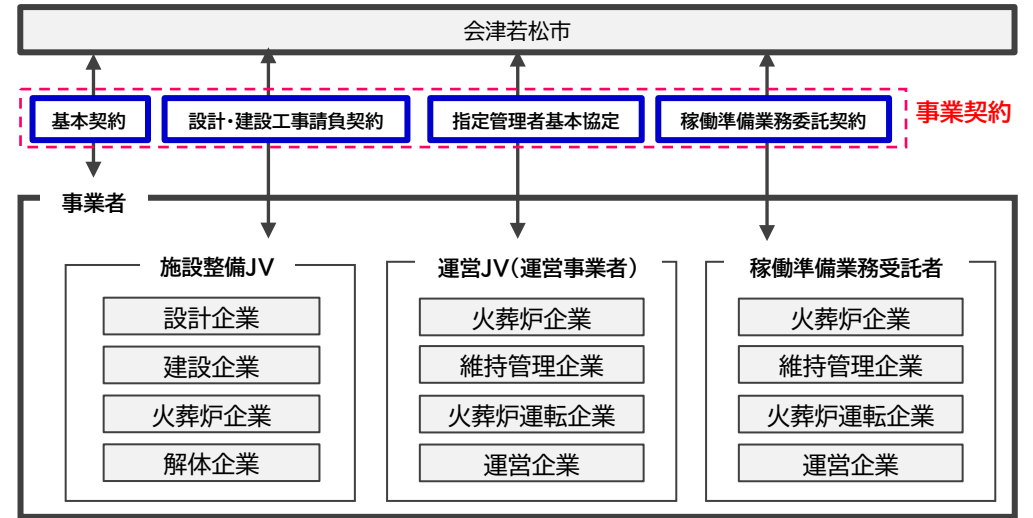 会津若松市
基本契約
設計・建設工事請負契約
指定管理者基本協定
稼働準備業務委託契約
事業契約
事業者
施設整備JV
設計企業
建設企業
火葬炉企業
解体企業
運営JV(運営事業者)
火葬炉企業
維持管理企業
火葬炉運転企業
運営企業
稼働準備業務受託者
火葬炉企業
維持管理企業
火葬炉運転企業
運営企業